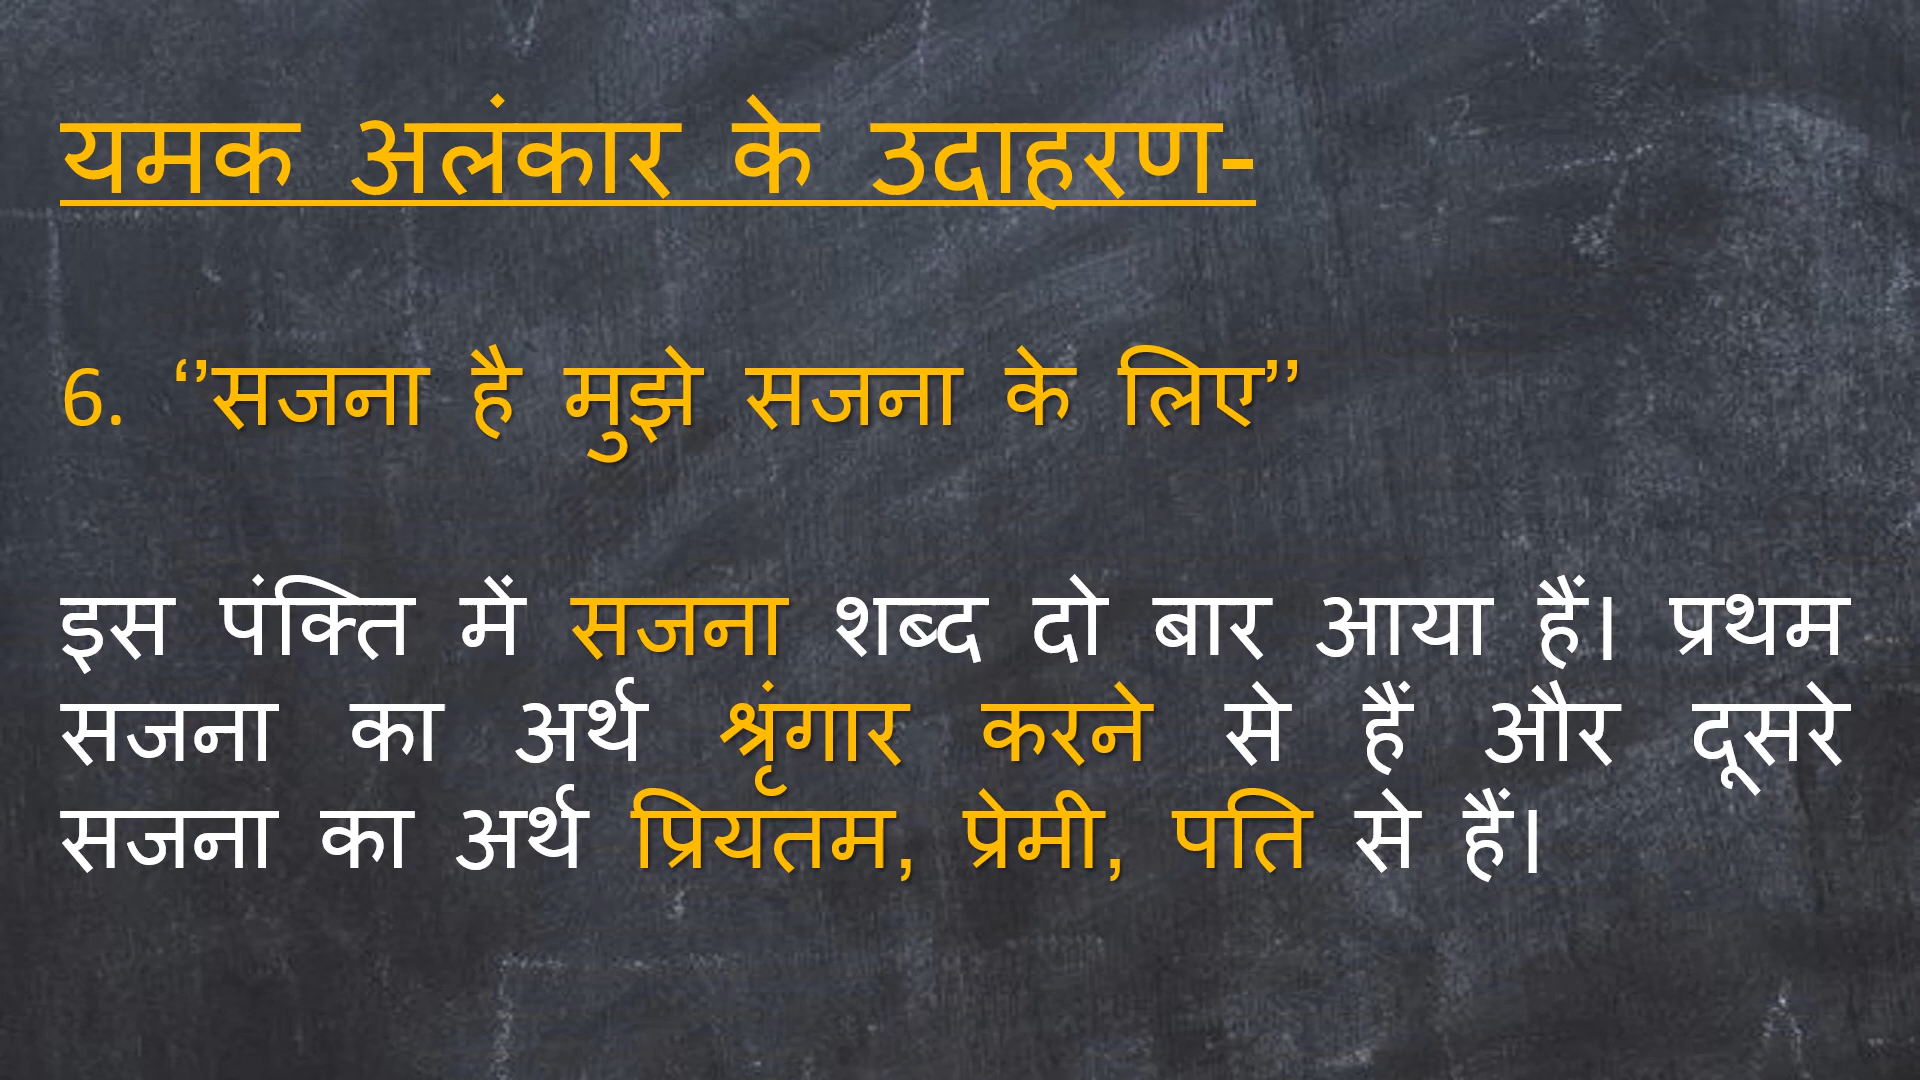 यमक अलंकार के उदाहरण-
6. ‘’सजना है मुझे सजना के लिए’’
इस पंक्ति में सजना शब्द दो बार आया हैं। प्रथम
सजना का अर्थ श्रृंगार करने से हैं और दूसरे
सजना का अर्थ प्रियतम, प्रेमी, पति से हैं।